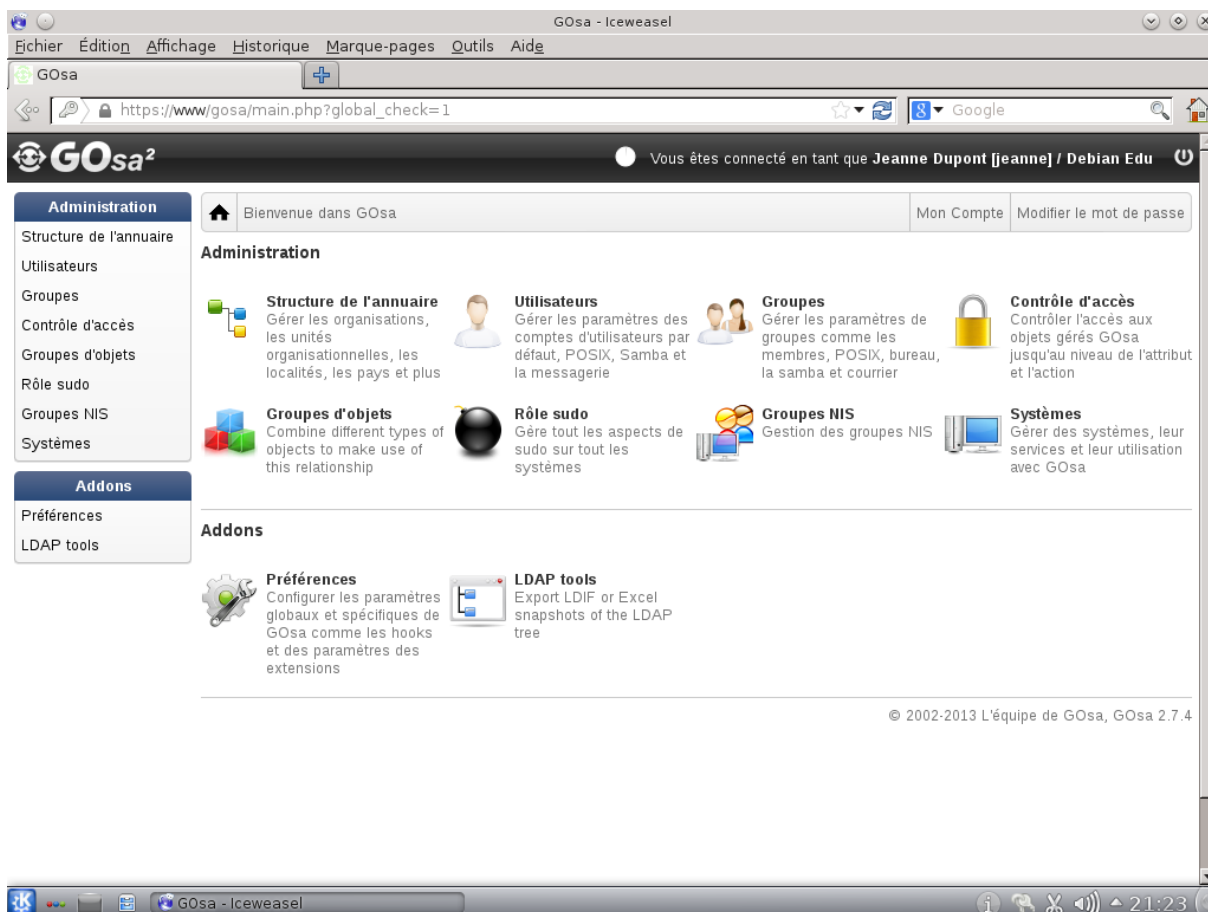 GOsa - Iceweasel
Fichier Édition Affichage Historique Marque-pages Outils Aide
GOsa
https://www/gosa/main.php?global_check=1
Google
GOsa²
Vous êtes connecté en tant que Jeanne Dupont [jeanne] / Debian Edu
Administration
Structure de l'annuaire
Utilisateurs
Groupes
Contrôle d'accès
Groupes d'objets
Rôle sudo
Groupes NIS
Systèmes
Addons
Préférences
LDAP tools
Bienvenue dans GOsa
Mon Compte
Modifier le mot de passe
Administration
Structure de l'annuaire
Gérer les organisations,
les unités
organisationnelles, les
localités, les pays et plus
Utilisateurs
Gérer les paramètres des
comptes d'utilisateurs par
défaut, POSIX, Samba et
la messagerie
Groupes
Gérer les paramètres de
groupes comme les
membres, POSIX, bureau,
la samba et courrier
Contrôle d'accès
Contrôler l'accès aux
objets gérés GOsa
jusqu'au niveau de l'attribut
et l'action
Groupes d'objets
Combine different types of
objects to make use of
this relationship
Rôle sudo
Gère tout les aspects de
sudo sur tout les
systèmes
Groupes NIS
Gestion des groupes NIS
Systèmes
Gérer des systèmes, leur
services et leur utilisation
avec GOsa
Addons
Préférences
Configurer les paramètres
globaux et spécifiques de
GOsa comme les hooks
et des paramètres des
extensions
LDAP tools
Export LDIF or Excel
snapshots of the LDAP
tree
© 2002-2013 L'équipe de GOsa, GOsa 2.7.4
GOsa - Iceweasel
21:23